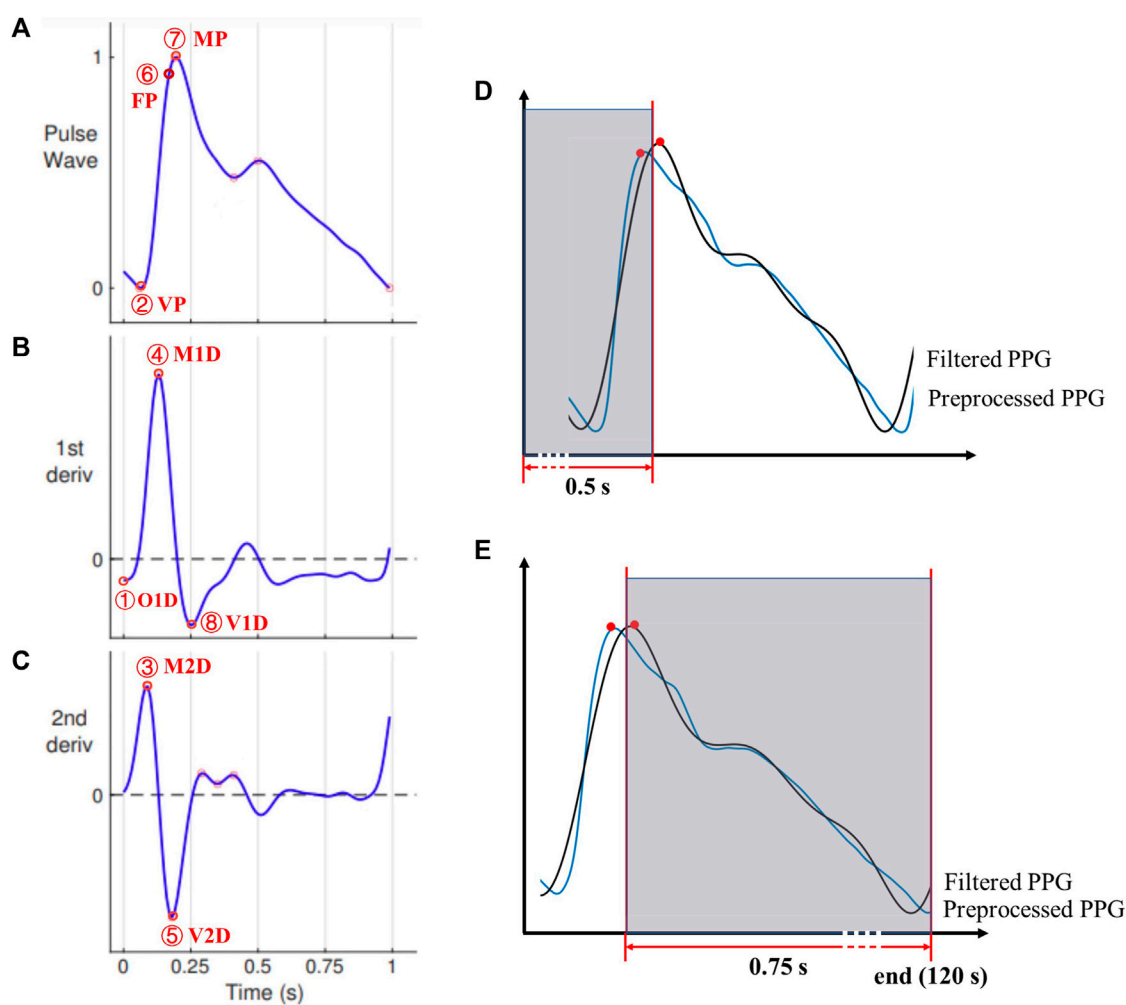 A
⑦ MP
1
⑥
FP
Pulse
Wave
0
② VP
B
④ M1D
1st
deriv
0
① O1D
⑧ V1D
C
③ M2D
2nd
deriv
0
⑤ V2D
0 0.25 0.5 0.75 1
Time (s)
D
Filtered PPG
Preprocessed PPG
0.5 s
E
Filtered PPG
Preprocessed PPG
0.75 s
end (120 s)